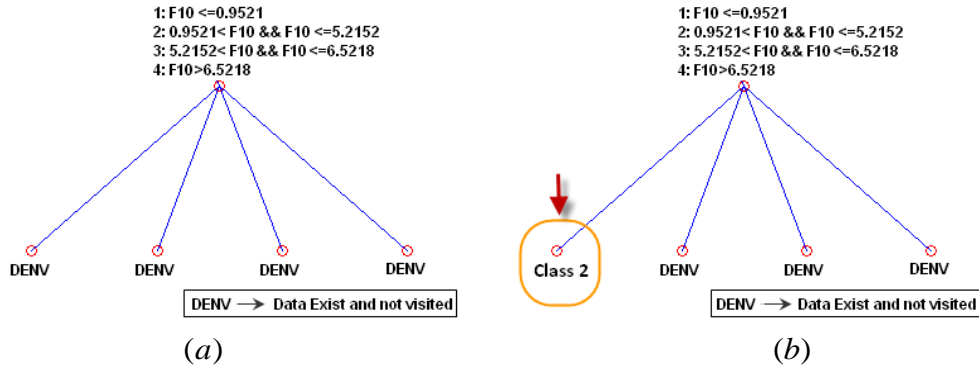 1: F10 <=0.9521
2: 0.9521< F10 && F10 <=5.2152
3: 5.2152< F10 && F10 <=6.5218
4: F10>6.5218
DENV DENV DENV DENV
DENV → Data Exist and not visited
(a)
1: F10 <=0.9521
2: 0.9521< F10 && F10 <=5.2152
3: 5.2152< F10 && F10 <=6.5218
4: F10>6.5218
Class 2 DENV DENV DENV
DENV → Data Exist and not visited
(b)